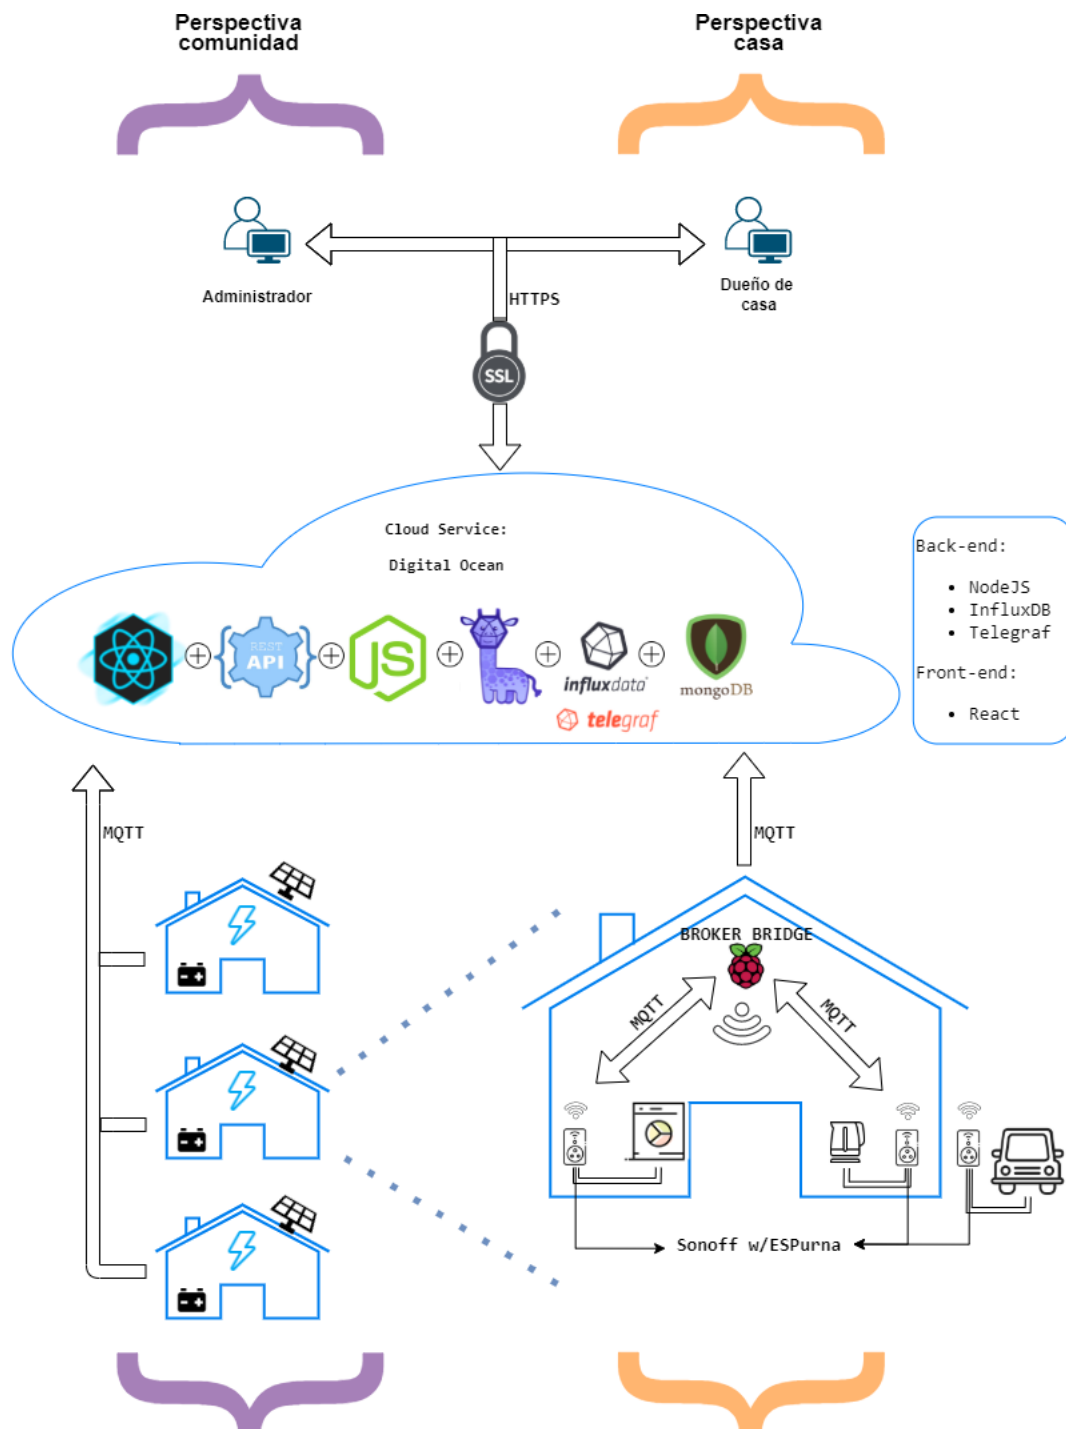 Perspectiva
comunidad
Perspectiva
casa
Administrador
Dueño de
casa
HTTPS
SSL
Cloud Service:
Digital Ocean
REST
API
JS
influxdata
telegraf
mongoDB
Back-end:
• NodeJS
• InfluxDB
• Telegraf
Front-end:
• React
MQTT
MQTT
BROKER BRIDGE
MQTT
MQTT
Sonoff w/ESPurna